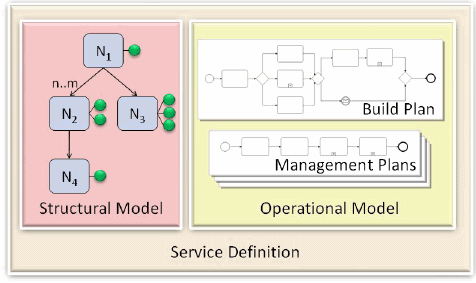 N1
n..m
N2
N3
N4
Structural Model
Build Plan
Management Plans
Operational Model
Service Definition